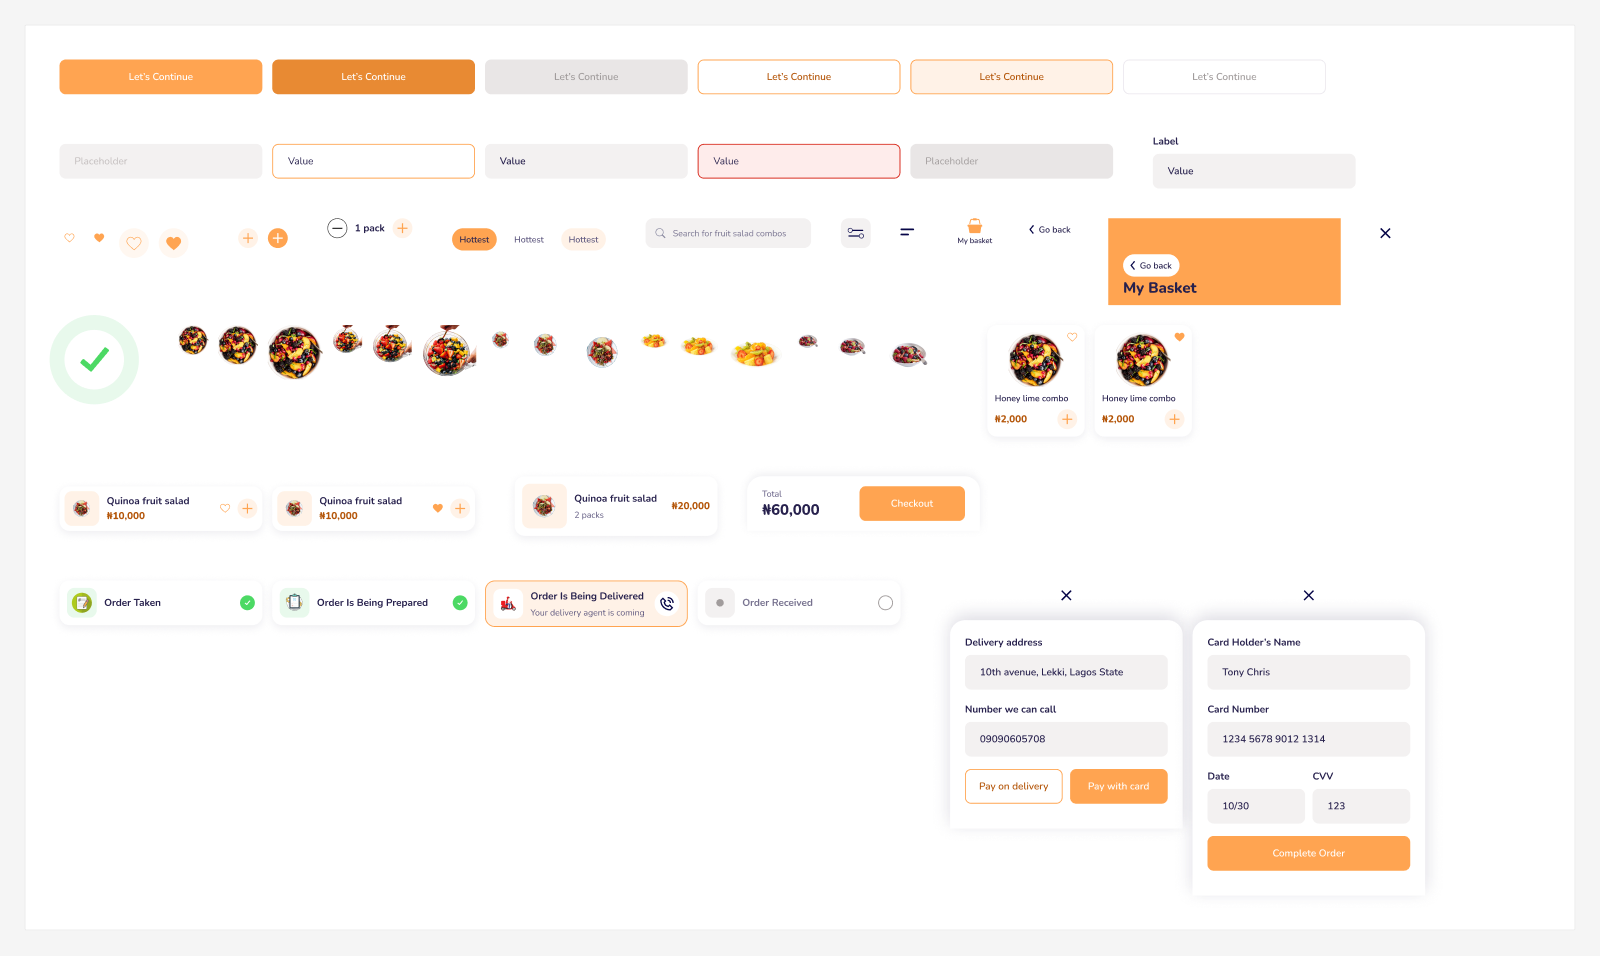 Let's Continue
Let's Continue
Let's Continue
Let's Continue
Let's Continue
Let's Continue
Label
Placeholder
Value
Value
Value
Placeholder
Value
1 pack
Hottest
Hottest
Hottest
Search for fruit salad combos
My basket
Go back
Go back
My Basket
Honey lime combo
₦2,000
Honey lime combo
₦2,000
Quinoa fruit salad
₦10,000
Quinoa fruit salad
₦10,000
Quinoa fruit salad
2 packs
₦20,000
Total
₦60,000
Checkout
Order Taken
Order Is Being Prepared
Order Is Being Delivered
Your delivery agent is coming
Order Received
Delivery address
10th avenue, Lekki, Lagos State
Number we can call
09090605708
Pay on delivery
Pay with card
Card Holder's Name
Tony Chris
Card Number
1234 5678 9012 1314
Date
CVV
10/30
123
Complete Order